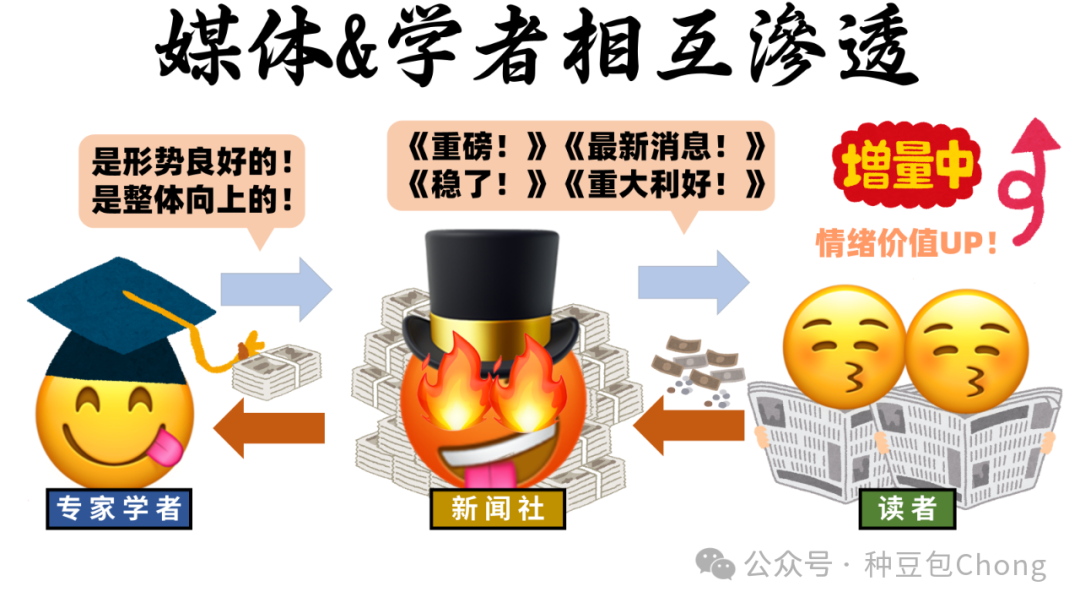 媒体&学者相互渗透
是形势良好的！
是整体向上的！
《重磅！》《最新消息！》
《稳了！》《重大利好！》
增量中
情绪价值UP！
专家学者
新闻社
读者
公众号 · 种豆包Chong